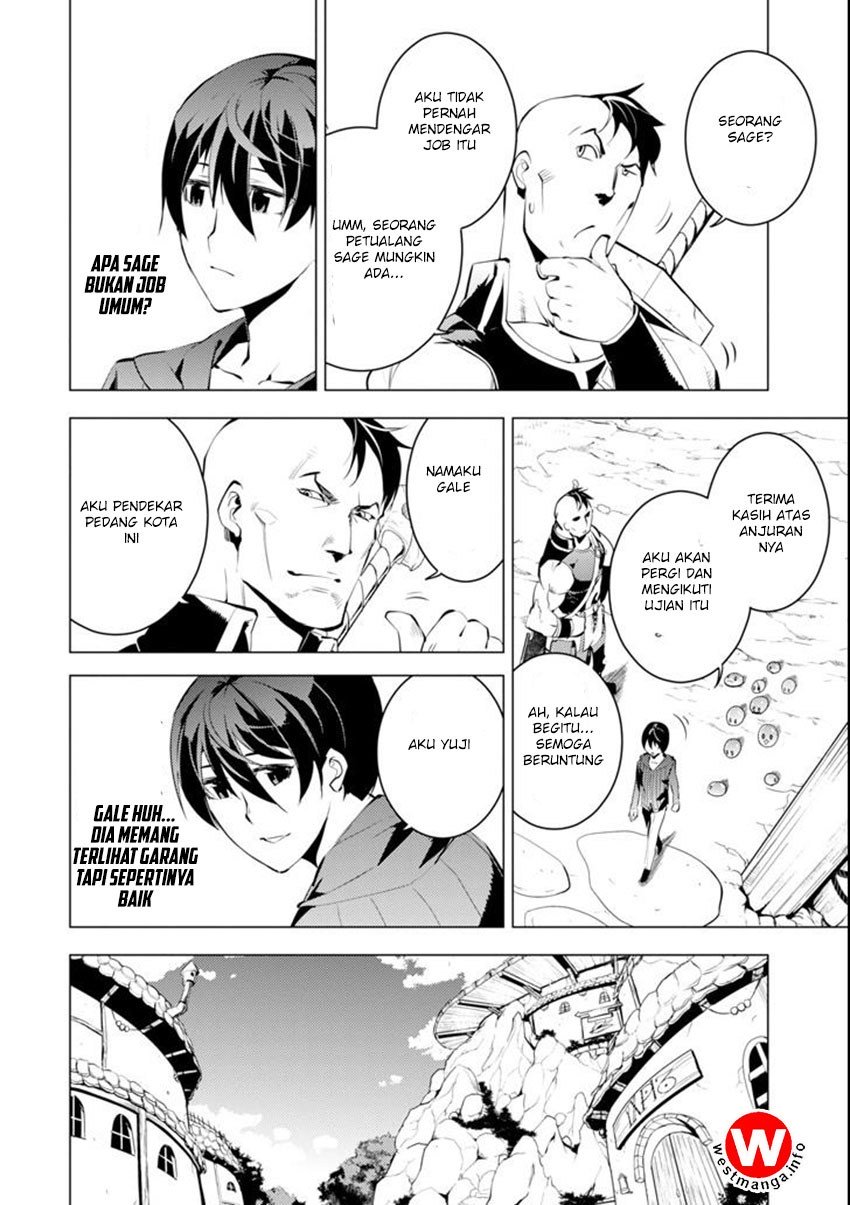 SEORANG
SAGE?
AKU TIDAK
PERNAH
MENDENGAR
JOB ITU
UMM, SEORANG
PETUALANG
SAGE MUNGKIN
ADA...
APA SAGE
BUKAN JOB
UMUM?
TERIMA
KASIH ATAS
ANJURAN
NYA
AKU AKAN
PERGI DAN
MENGIKUTI
UJIAN ITU
AH, KALAU
BEGITU...
SEMOGA
BERUNTUNG
NAMAKU
GALE
AKU PENDEKAR
PEDANG KOTA
INI
AKU YUJI
GALE HUH...
DIA MEMANG
TERLIHAT GARANG
TAPI SEPERTINYA
BAIK
W
westmanga.info